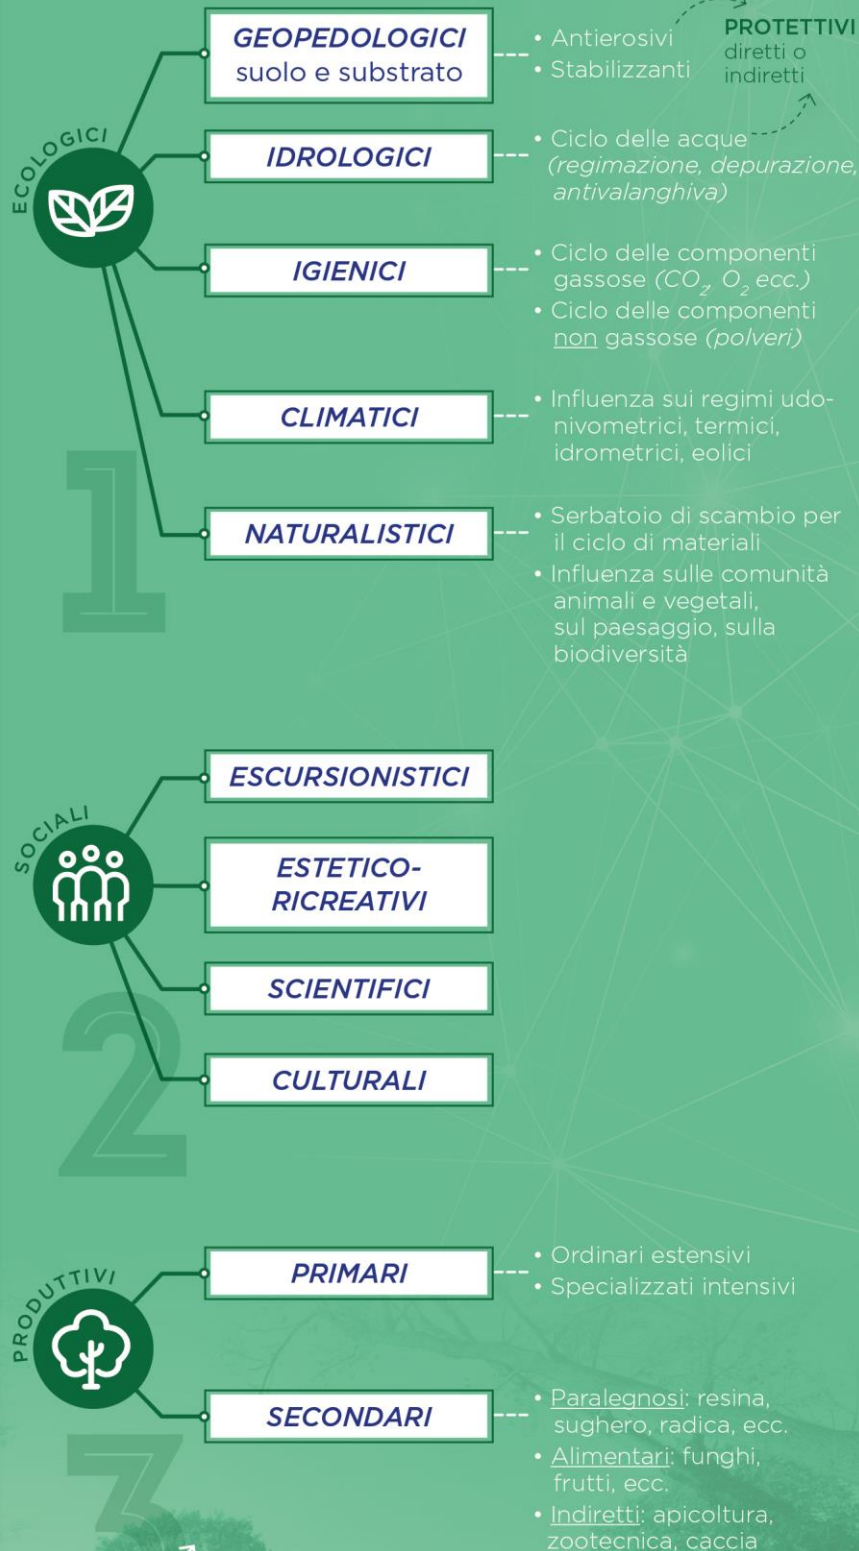 ECOLOGICI
GEOPEDOLOGICI
suolo e substrato
• Antierosivi
• Stabilizzanti
PROTETTIVI
diretti o
indiretti
IDROLOGICI
• Ciclo delle acque
(regimazione, depurazione,
antivalanghiva)
IGIENICI
• Ciclo delle componenti
gassose (CO₂, O₂ ecc.)
• Ciclo delle componenti
non gassose (polveri)
CLIMATICI
• Influenza sui regimi udo-
nivometrici, termici,
idrometrici, eolici
NATURALISTICI
• Serbatoio di scambio per
il ciclo di materiali
• Influenza sulle comunità
animali e vegetali,
sul paesaggio, sulla
biodiversità
1
SOCIALI
ESCURSIONISTICI
ESTETICO-
RICREATIVI
SCIENTIFICI
CULTURALI
2
PRODUTTIVI
PRIMARI
• Ordinari estensivi
• Specializzati intensivi
SECONDARI
• Paralegnosi: resina,
sughero, radica, ecc.
• Alimentari: funghi,
frutti, ecc.
• Indiretti: apicoltura,
zootecnica, caccia
3